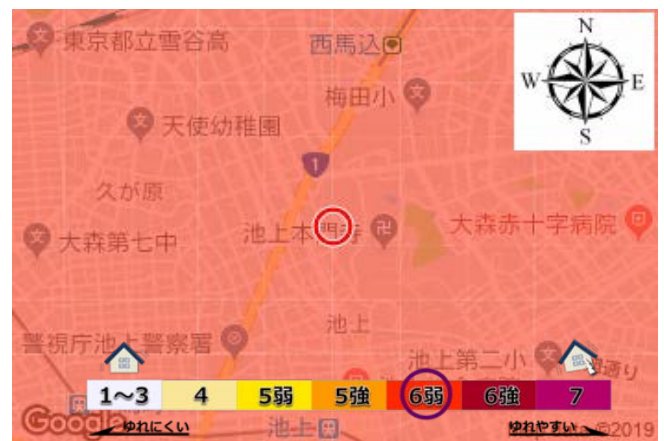 東京都立雪谷高
西馬込
N
W E
S
梅田小
天使幼稚園
1
久が原
池上本門寺
大森赤十字病院
大森第七中
池上
警視庁池上警察署
池上第二小
通り
1～3 4 5弱 5強 6弱 6強 7
Google
ゆれにくい
池上
ゆれやすい
©2019